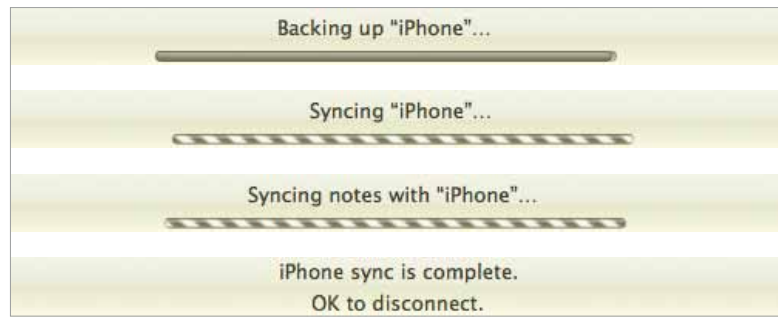 Backing up “iPhone”...
Syncing “iPhone”...
Syncing notes with “iPhone”...
iPhone sync is complete.
OK to disconnect.